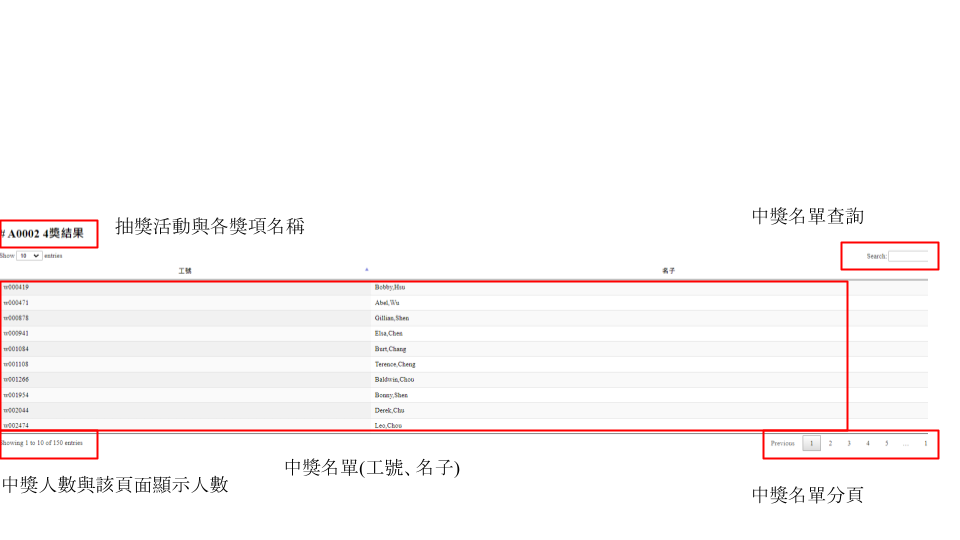 中獎名單查詢
抽獎活動與各獎項名稱
# A0002 4獎結果
Show 10 entries
Search:
工號 名子
w000419 Bobby,Hsu
w000471 Abel,Wu
w000878 Gillian,Shen
w000941 Elsa,Chen
w001084 Burt,Chang
w001108 Terence,Cheng
w001266 Baldwin,Chou
w001954 Bonny,Shen
w002044 Derek,Chu
w002474 Leo,Chou
Showing 1 to 10 of 150 entries
Previous 1 2 3 4 5 … 1
中獎名單(工號、名子)
中獎人數與該頁面顯示人數
中獎名單分頁